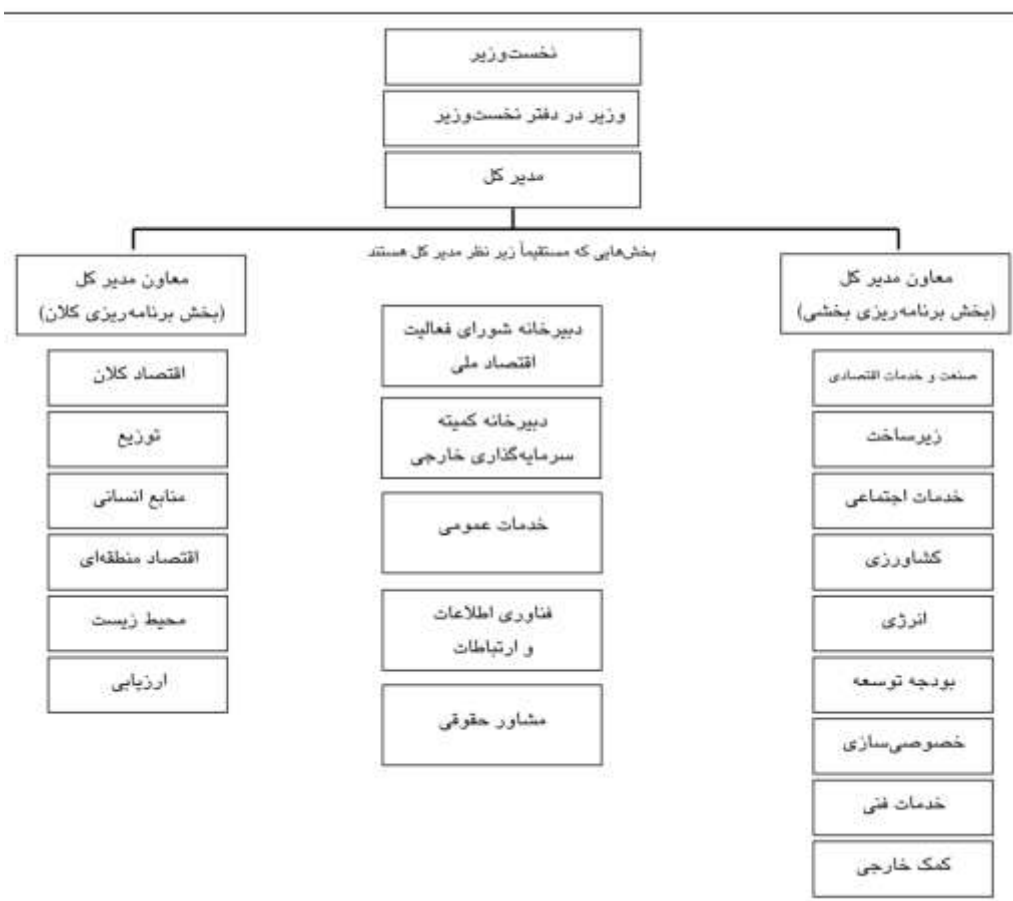 نخست‌وزیر
وزیر در دفتر نخست‌وزیر
مدیر کل
بخش‌هایی که مستقیماً زیر نظر مدیر کل هستند
معاون مدیر کل
(بخش برنامه‌ریزی بخشی)
صنعت و خدمات اقتصادی
زیرساخت
خدمات اجتماعی
کشاورزی
انرژی
بودجه توسعه
خصوصی‌سازی
خدمات فنی
کمک خارجی
دبیرخانه شورای فعالیت
اقتصاد ملی
دبیرخانه کمیته
سرمایه‌گذاری خارجی
خدمات عمومی
فناوری اطلاعات
و ارتباطات
مشاور حقوقی
معاون مدیر کل
(بخش برنامه‌ریزی کلان)
اقتصاد کلان
توزیع
منابع انسانی
اقتصاد منطقه‌ای
محیط زیست
ارزیابی